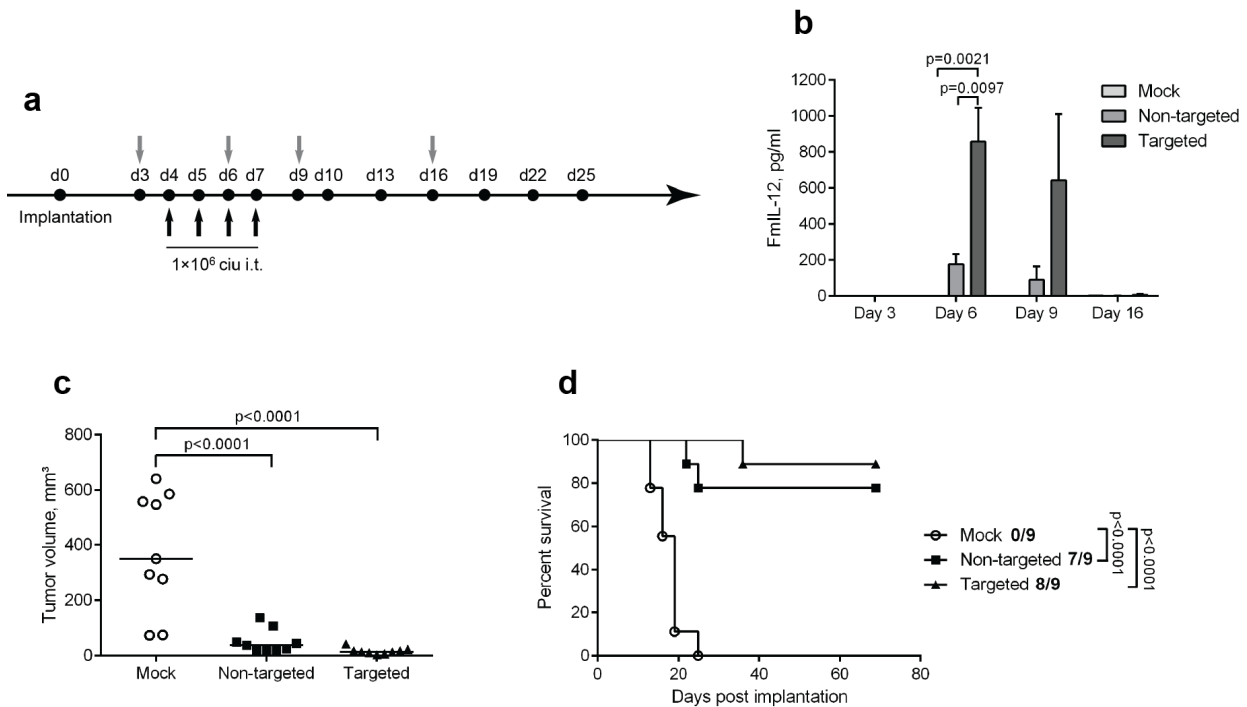 a
d0 d3 d4 d5 d6 d7 d9 d10 d13 d16 d19 d22 d25
Implantation
1×10⁶ ciu i.t.
b
p=0.0021
p=0.0097
1200
1000
800
600
400
200
0
FmIL-12, pg/ml
Day 3 Day 6 Day 9 Day 16
Mock
Non-targeted
Targeted
c
p<0.0001
p<0.0001
800
600
400
200
0
Tumor volume, mm³
Mock Non-targeted Targeted
d
100
80
60
40
20
0
Percent survival
0 20 40 60 80
Days post implantation
Mock 0/9
Non-targeted 7/9
Targeted 8/9
p<0.0001
p<0.0001